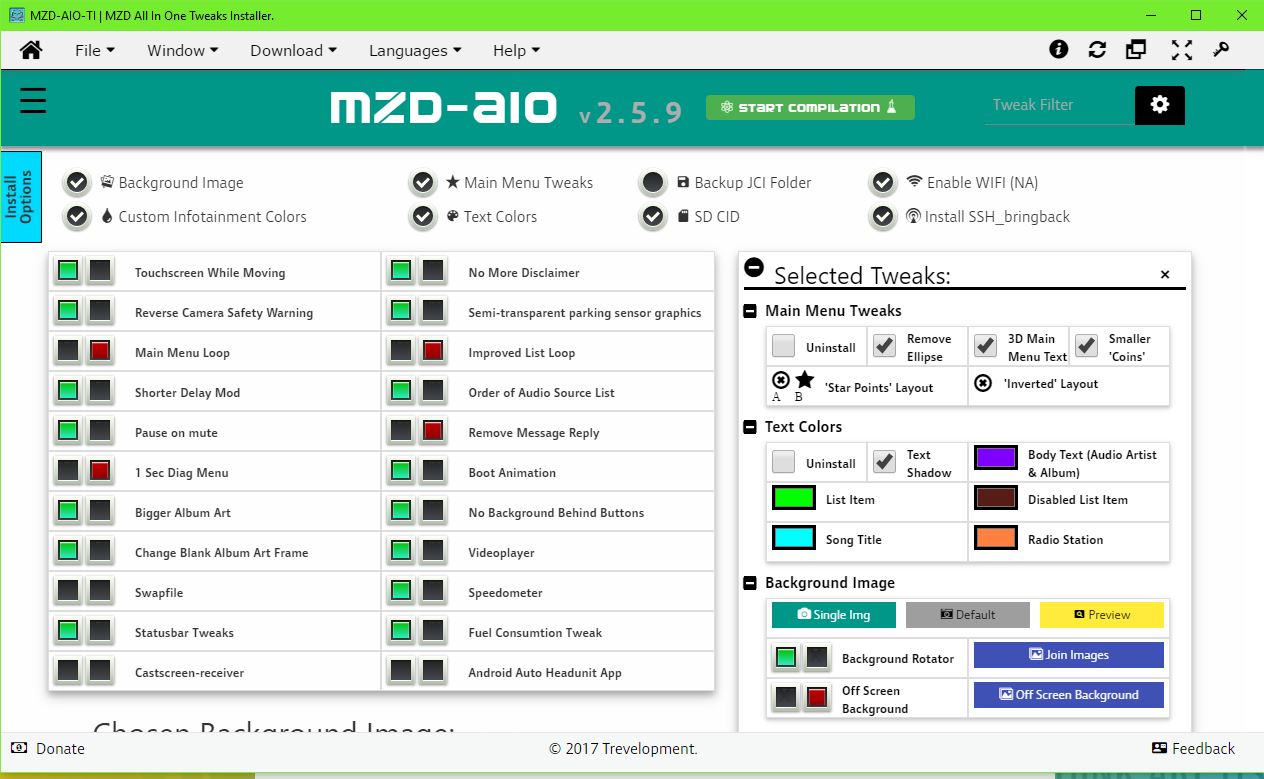 MZD-AIO-TI | MZD All In One Tweaks Installer.
File Window Download Languages Help
MZD-AIO v2.5.9 START COMPILATION Tweak Filter
Install
Options
Background Image Main Menu Tweaks Backup JCI Folder Enable WIFI (NA)
Custom Infotainment Colors Text Colors SD CID Install SSH_bringback
Touchscreen While Moving No More Disclaimer
Reverse Camera Safety Warning Semi-transparent parking sensor graphics
Main Menu Loop Improved List Loop
Shorter Delay Mod Order of Audio Source List
Pause on mute Remove Message Reply
1 Sec Diag Menu Boot Animation
Bigger Album Art No Background Behind Buttons
Change Blank Album Art Frame Videoplayer
Swapfile Speedometer
Statusbar Tweaks Fuel Consumtion Tweak
Castscreen-receiver Android Auto Headunit App
Selected Tweaks:
Main Menu Tweaks
Uninstall Remove Ellipse 3D Main Menu Text Smaller 'Coins'
A B 'Star Points' Layout 'Inverted' Layout
Text Colors
Uninstall Text Shadow Body Text (Audio Artist & Album)
List Item Disabled List Item
Song Title Radio Station
Background Image
Single Img Default Preview
Background Rotator Join Images
Off Screen Background Off Screen Background
Chosen Background Image:
Donate © 2017 Trevelopment. Feedback